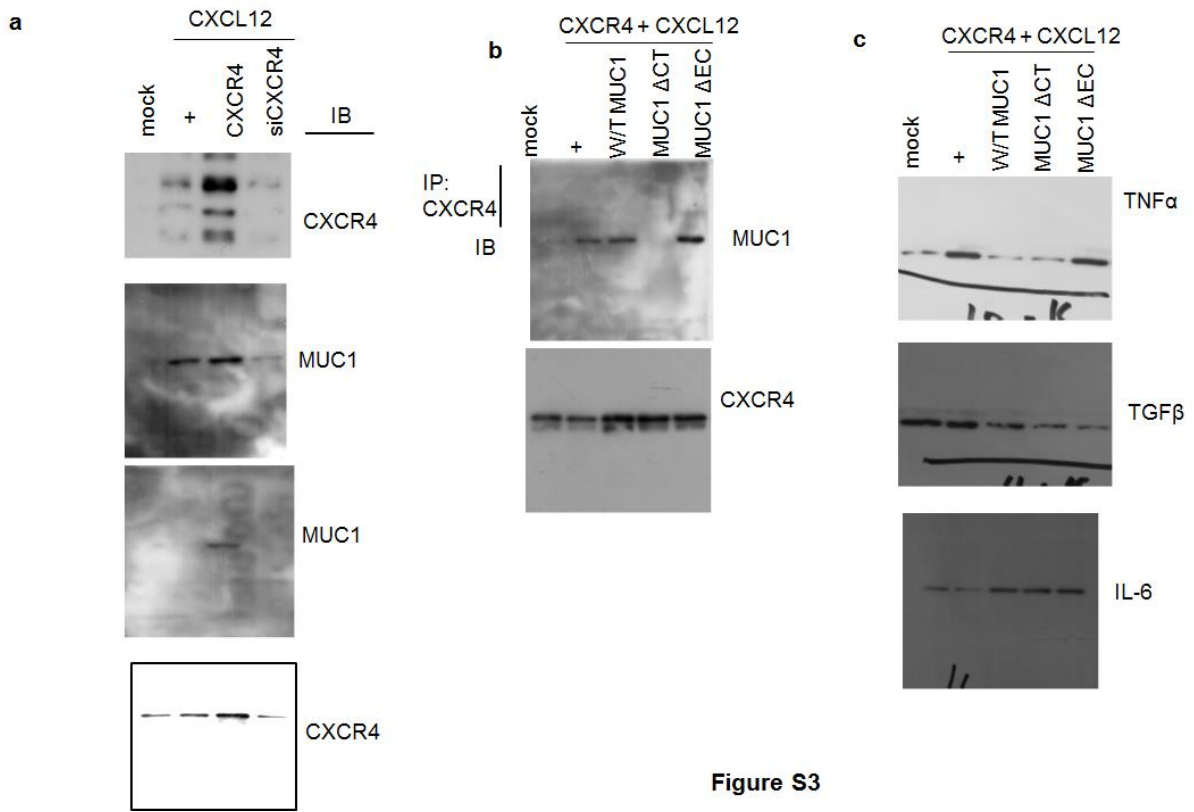 a
CXCL12
mock
+
CXCR4
siCXCR4
IB
CXCR4
MUC1
MUC1
CXCR4
b
CXCR4 + CXCL12
mock
+
W/T MUC1
MUC1 ΔCT
MUC1 ΔEC
IP:
CXCR4
IB
MUC1
CXCR4
c
CXCR4 + CXCL12
mock
+
W/T MUC1
MUC1 ΔCT
MUC1 ΔEC
TNFα
TGFβ
IL-6
Figure S3